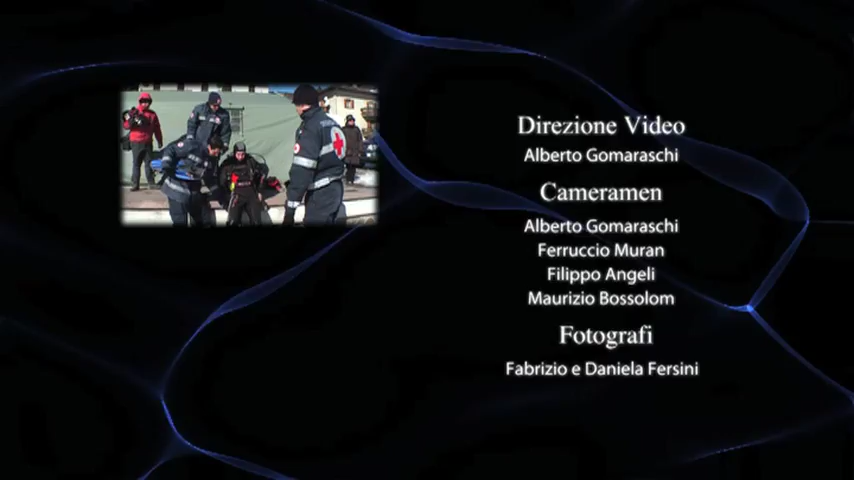 Direzione Video
Alberto Gomaraschi
Cameramen
Alberto Gomaraschi
Ferruccio Muran
Filippo Angeli
Maurizio Bossolom
Fotografi
Fabrizio e Daniela Fersini